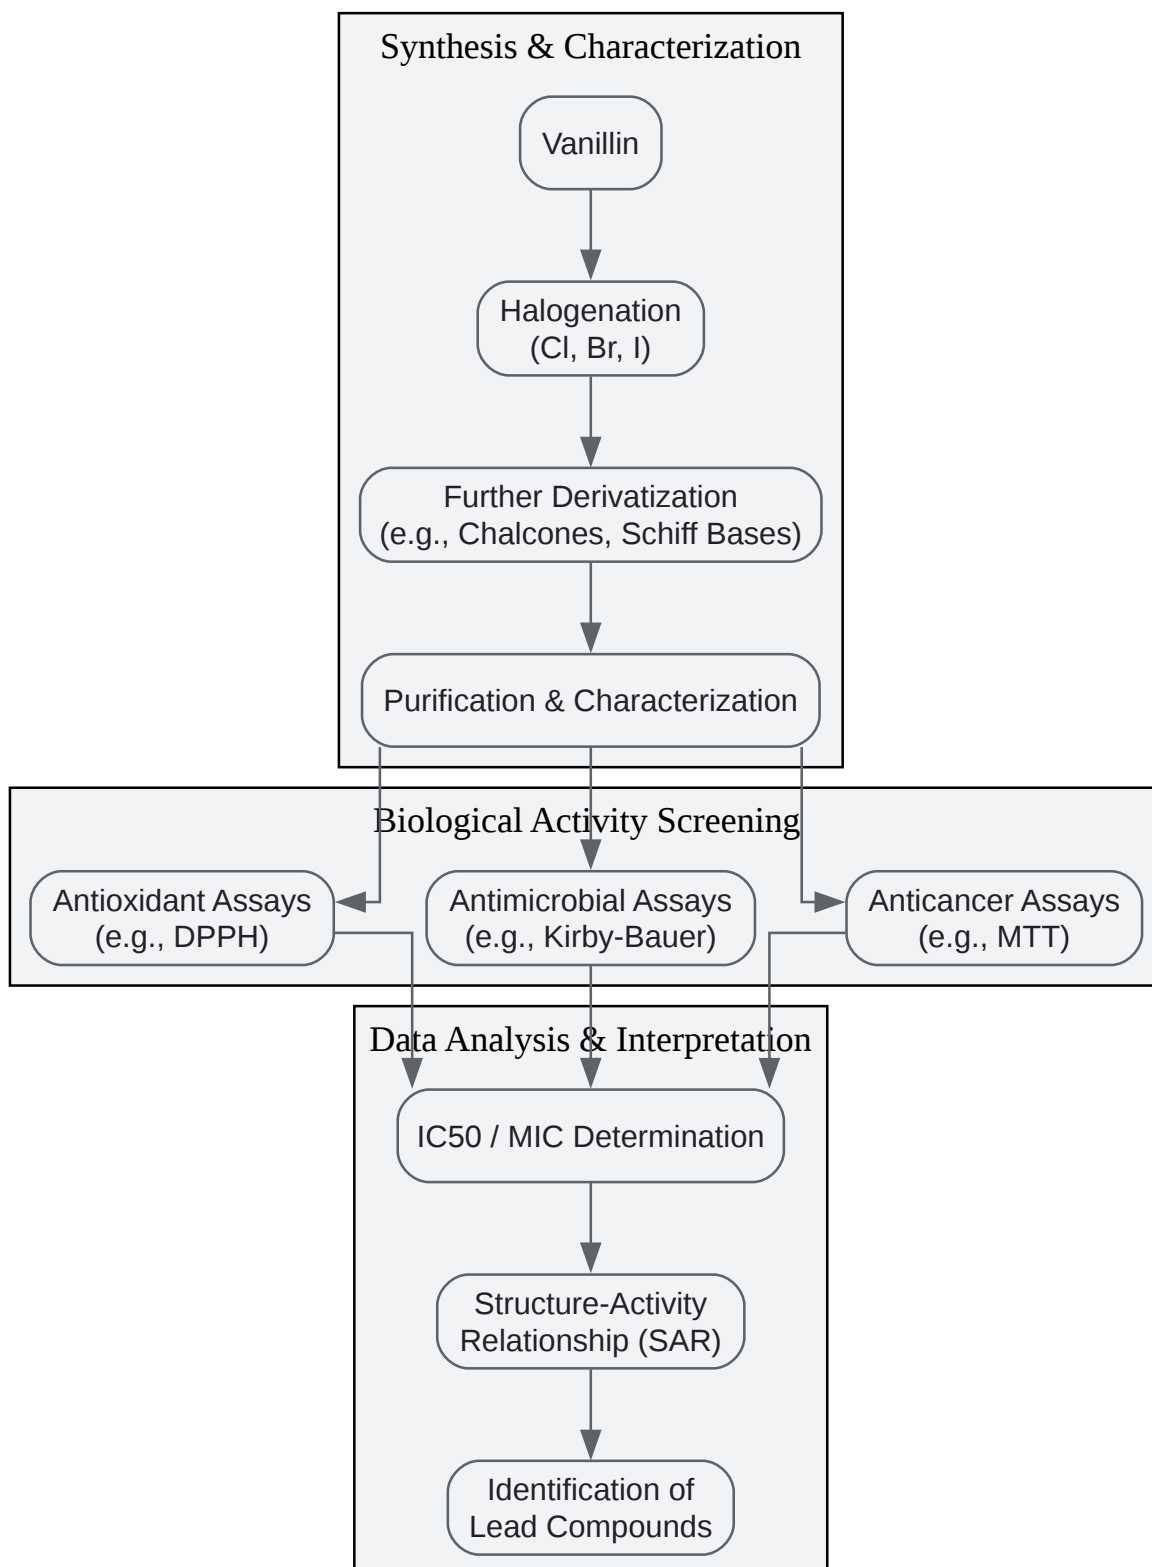 Synthesis & Characterization
Vanillin
Halogenation
(Cl, Br, I)
Further Derivatization
(e.g., Chalcones, Schiff Bases)
Purification & Characterization
Biological Activity Screening
Antioxidant Assays
(e.g., DPPH)
Antimicrobial Assays
(e.g., Kirby-Bauer)
Anticancer Assays
(e.g., MTT)
Data Analysis & Interpretation
IC50 / MIC Determination
Structure-Activity
Relationship (SAR)
Identification of
Lead Compounds